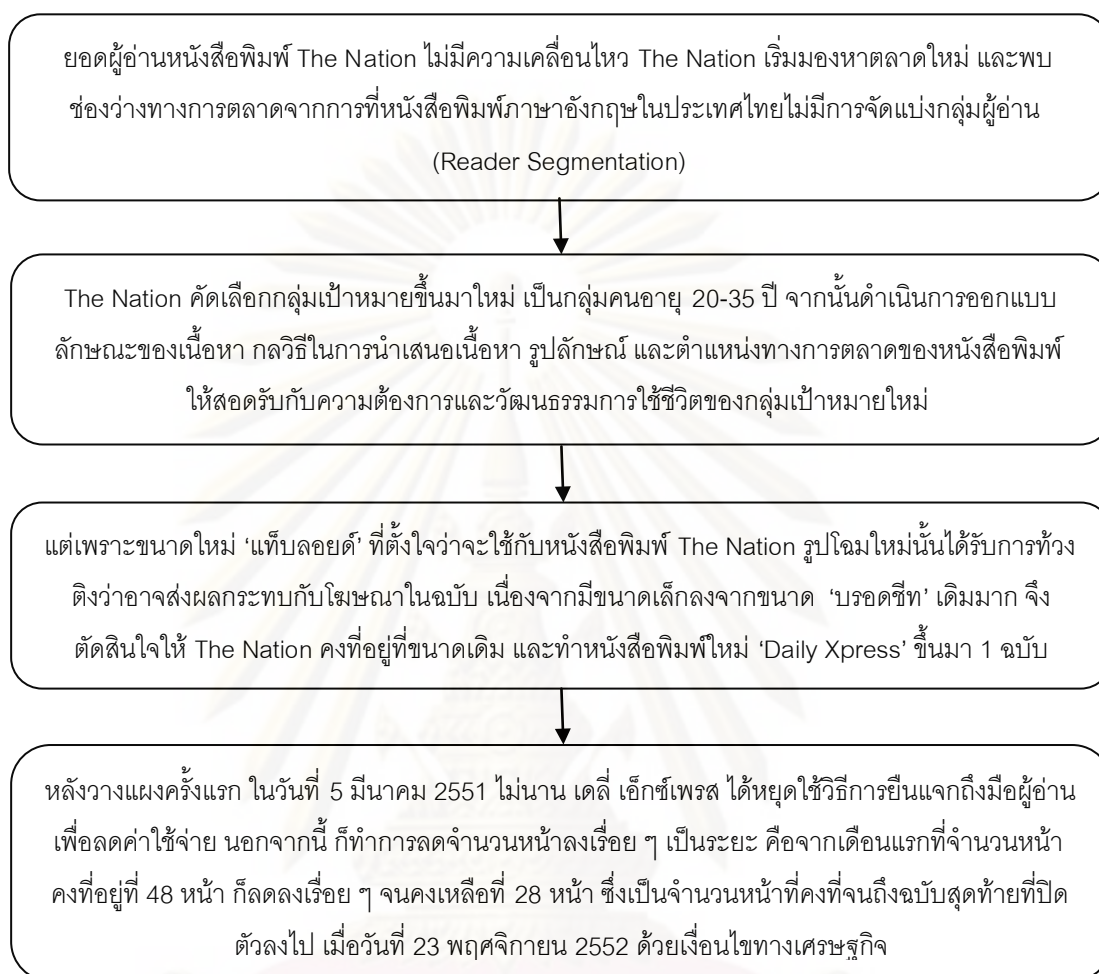 ยอดผู้อ่านหนังสือพิมพ์ The Nation ไม่มีความเคลื่อนไหว The Nation เริ่มมองหาตลาดใหม่ และพบ
ช่องว่างทางการตลาดจากการที่หนังสือพิมพ์ภาษาอังกฤษในประเทศไทยไม่มีการจัดแบ่งกลุ่มผู้อ่าน
(Reader Segmentation)
The Nation คัดเลือกกลุ่มเป้าหมายขึ้นมาใหม่ เป็นกลุ่มคนอายุ 20-35 ปี จากนั้นดำเนินการออกแบบ
ลักษณะของเนื้อหา กลวิธีในการนำเสนอเนื้อหา รูปลักษณ์ และตำแหน่งทางการตลาดของหนังสือพิมพ์
ให้สอดรับกับความต้องการและวัฒนธรรมการใช้ชีวิตของกลุ่มเป้าหมายใหม่
แต่เพราะขนาดใหม่ ‘แท็บลอยด์’ ที่ตั้งใจว่าจะใช้กับหนังสือพิมพ์ The Nation รูปโฉมใหม่นั้นได้รับการท้วง
ติงว่าอาจส่งผลกระทบกับโฆษณาในฉบับ เนื่องจากมีขนาดเล็กลงจากขนาด ‘บรอดชีท’ เดิมมาก จึง
ตัดสินใจให้ The Nation คงที่อยู่ที่ขนาดเดิม และทำหนังสือพิมพ์ใหม่ ‘Daily Xpress’ ขึ้นมา 1 ฉบับ
หลังวางแผงครั้งแรก ในวันที่ 5 มีนาคม 2551 ไม่นาน เดลี่ เอ็กซ์เพรส ได้หยุดใช้วิธีการยืนแจกถึงมือผู้อ่าน
เพื่อลดค่าใช้จ่าย นอกจากนี้ ก็ทำการลดจำนวนหน้าลงเรื่อย ๆ เป็นระยะ คือจากเดือนแรกที่จำนวนหน้า
คงที่อยู่ที่ 48 หน้า ก็ลดลงเรื่อย ๆ จนคงเหลือที่ 28 หน้า ซึ่งเป็นจำนวนหน้าที่คงที่จนถึงฉบับสุดท้ายที่ปิด
ตัวลงไป เมื่อวันที่ 23 พฤศจิกายน 2552 ด้วยเงื่อนไขทางเศรษฐกิจ